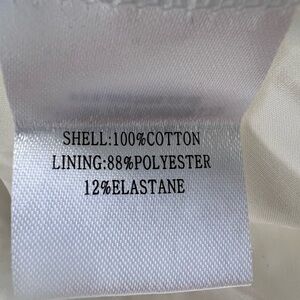 SHELL:100%COTTON
LINING:88%POLYESTER
12%ELASTANE